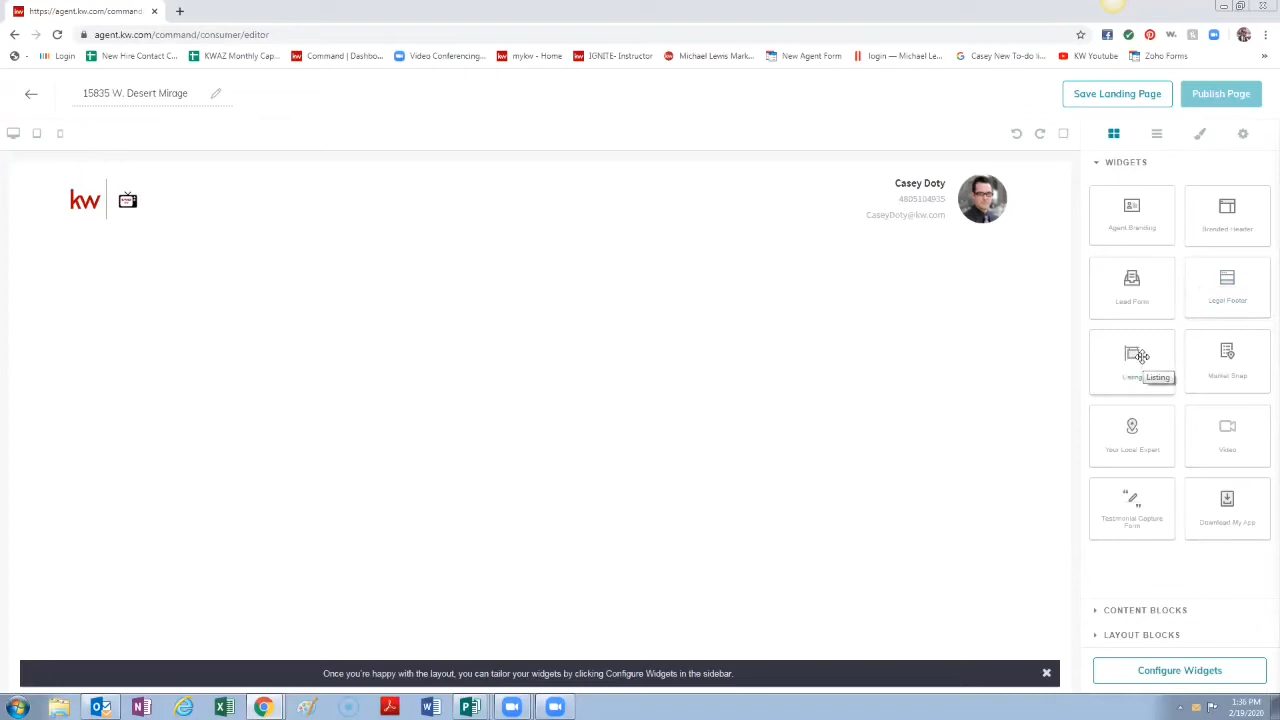 https://agent.kw.com/command
agent.kw.com/command/consumer/editor
Login
New Hire Contact C...
KWAZ Monthly Cap...
Command | Dashbo...
Video Conferencing...
mykw - Home
IGNITE- Instructor
Michael Lewis Mark...
New Agent Form
login — Michael Le...
Casey New To-do li...
KW Youtube
Zoho Forms
»
15835 W. Desert Mirage
Save Landing Page
Publish Page
WIDGETS
kw
Casey Doty
4805104935
CaseyDoty@kw.com
Agent Branding
Branded Header
Lead Form
Legal Footer
Listing
Listing
Market Snap
Your Local Expert
Video
Testimonial Capture
Form
Download My App
CONTENT BLOCKS
LAYOUT BLOCKS
Once you're happy with the layout, you can tailor your widgets by clicking Configure Widgets in the sidebar.
Configure Widgets
1:36 PM
2/19/2020